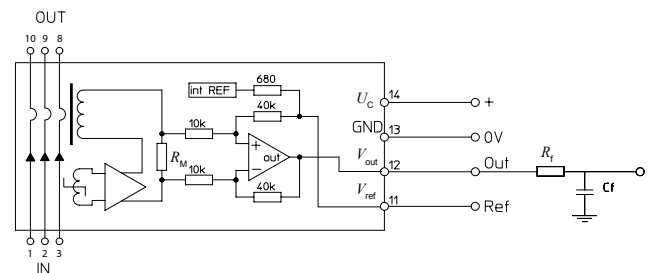 OUT
10 9 8
int REF
680
40k
10k
R_M
10k
+
out
−
40k
U_C
14
+
GND
13
0V
V_out
12
Out
R_f
Cf
V_ref
11
Ref
1 2 3
IN